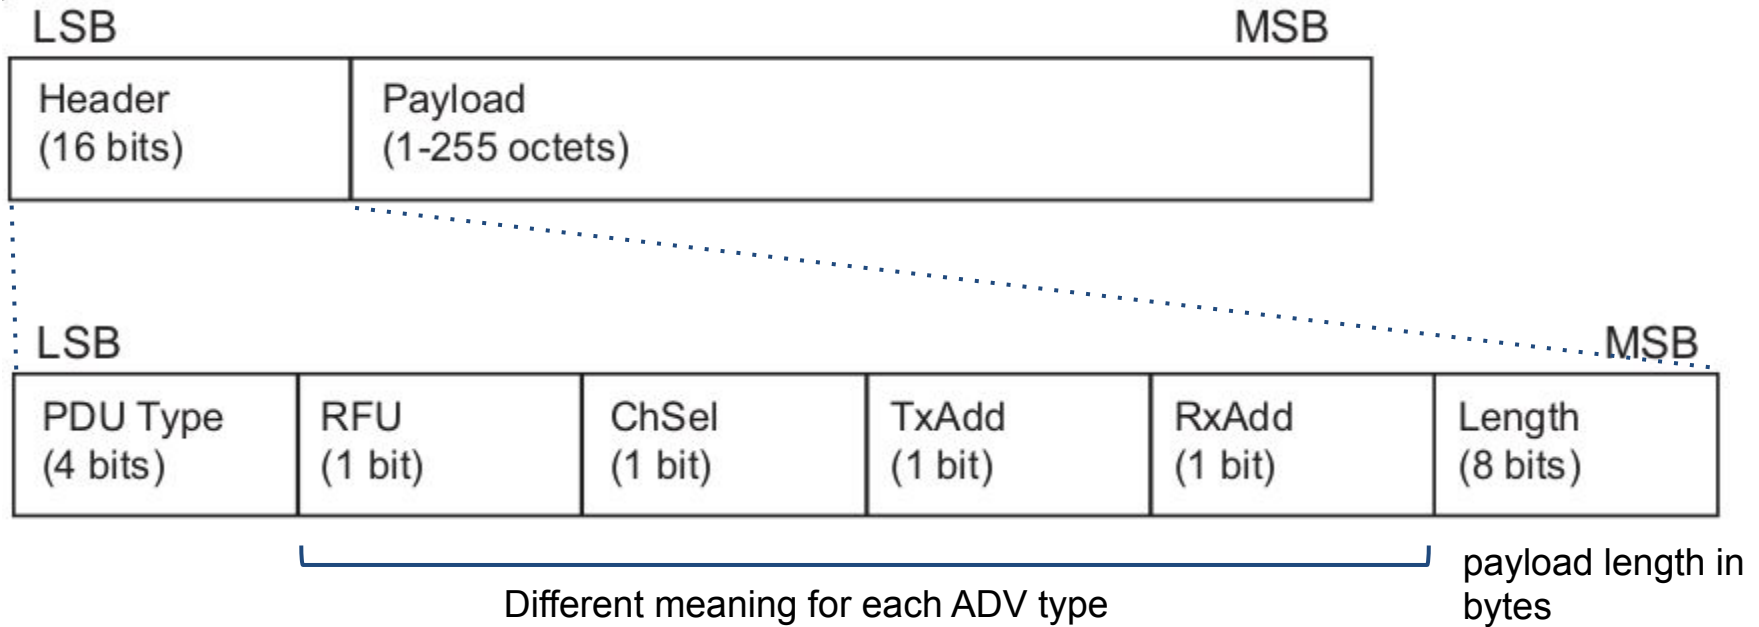 LSB MSB
Header Payload
(16 bits) (1-255 octets)
LSB MSB
PDU Type RFU ChSel TxAdd RxAdd Length
(4 bits) (1 bit) (1 bit) (1 bit) (1 bit) (8 bits)
Different meaning for each ADV type
payload length in
bytes